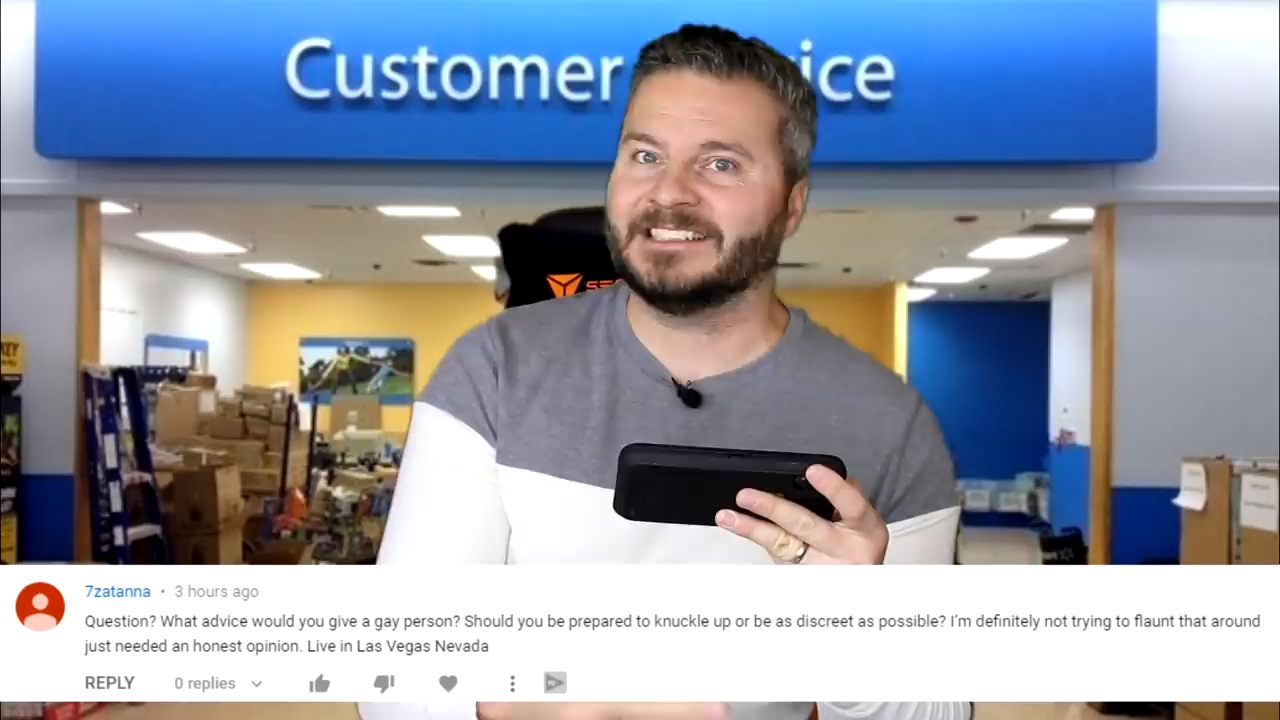 Customer ice
SEC
KEY
7zatanna • 3 hours ago
Question? What advice would you give a gay person? Should you be prepared to knuckle up or be as discreet as possible? I'm definitely not trying to flaunt that around
just needed an honest opinion. Live in Las Vegas Nevada
REPLY 0 replies